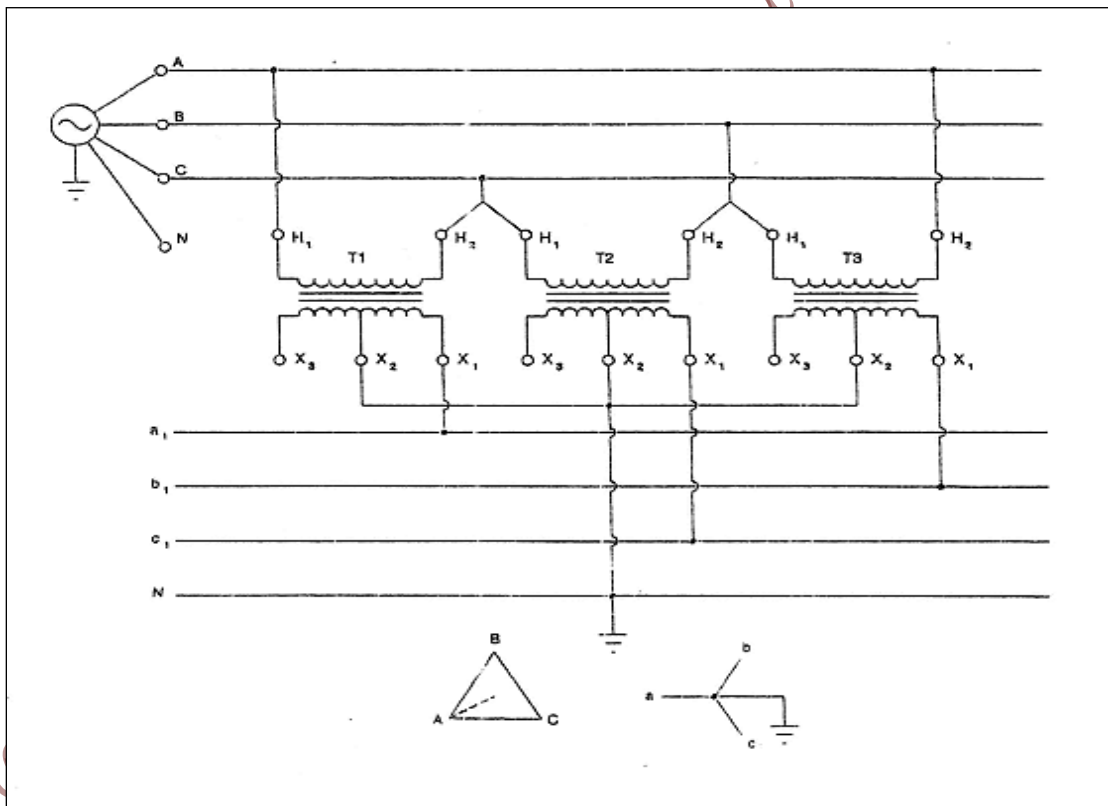 A
B
C
N
H₁ T1 H₂ H₁ T2 H₂ H₁ T3 H₂
X₃ X₂ X₁ X₃ X₂ X₁ X₃ X₂ X₁
a₁
b₁
c₁
N
B
A C
b
a
c